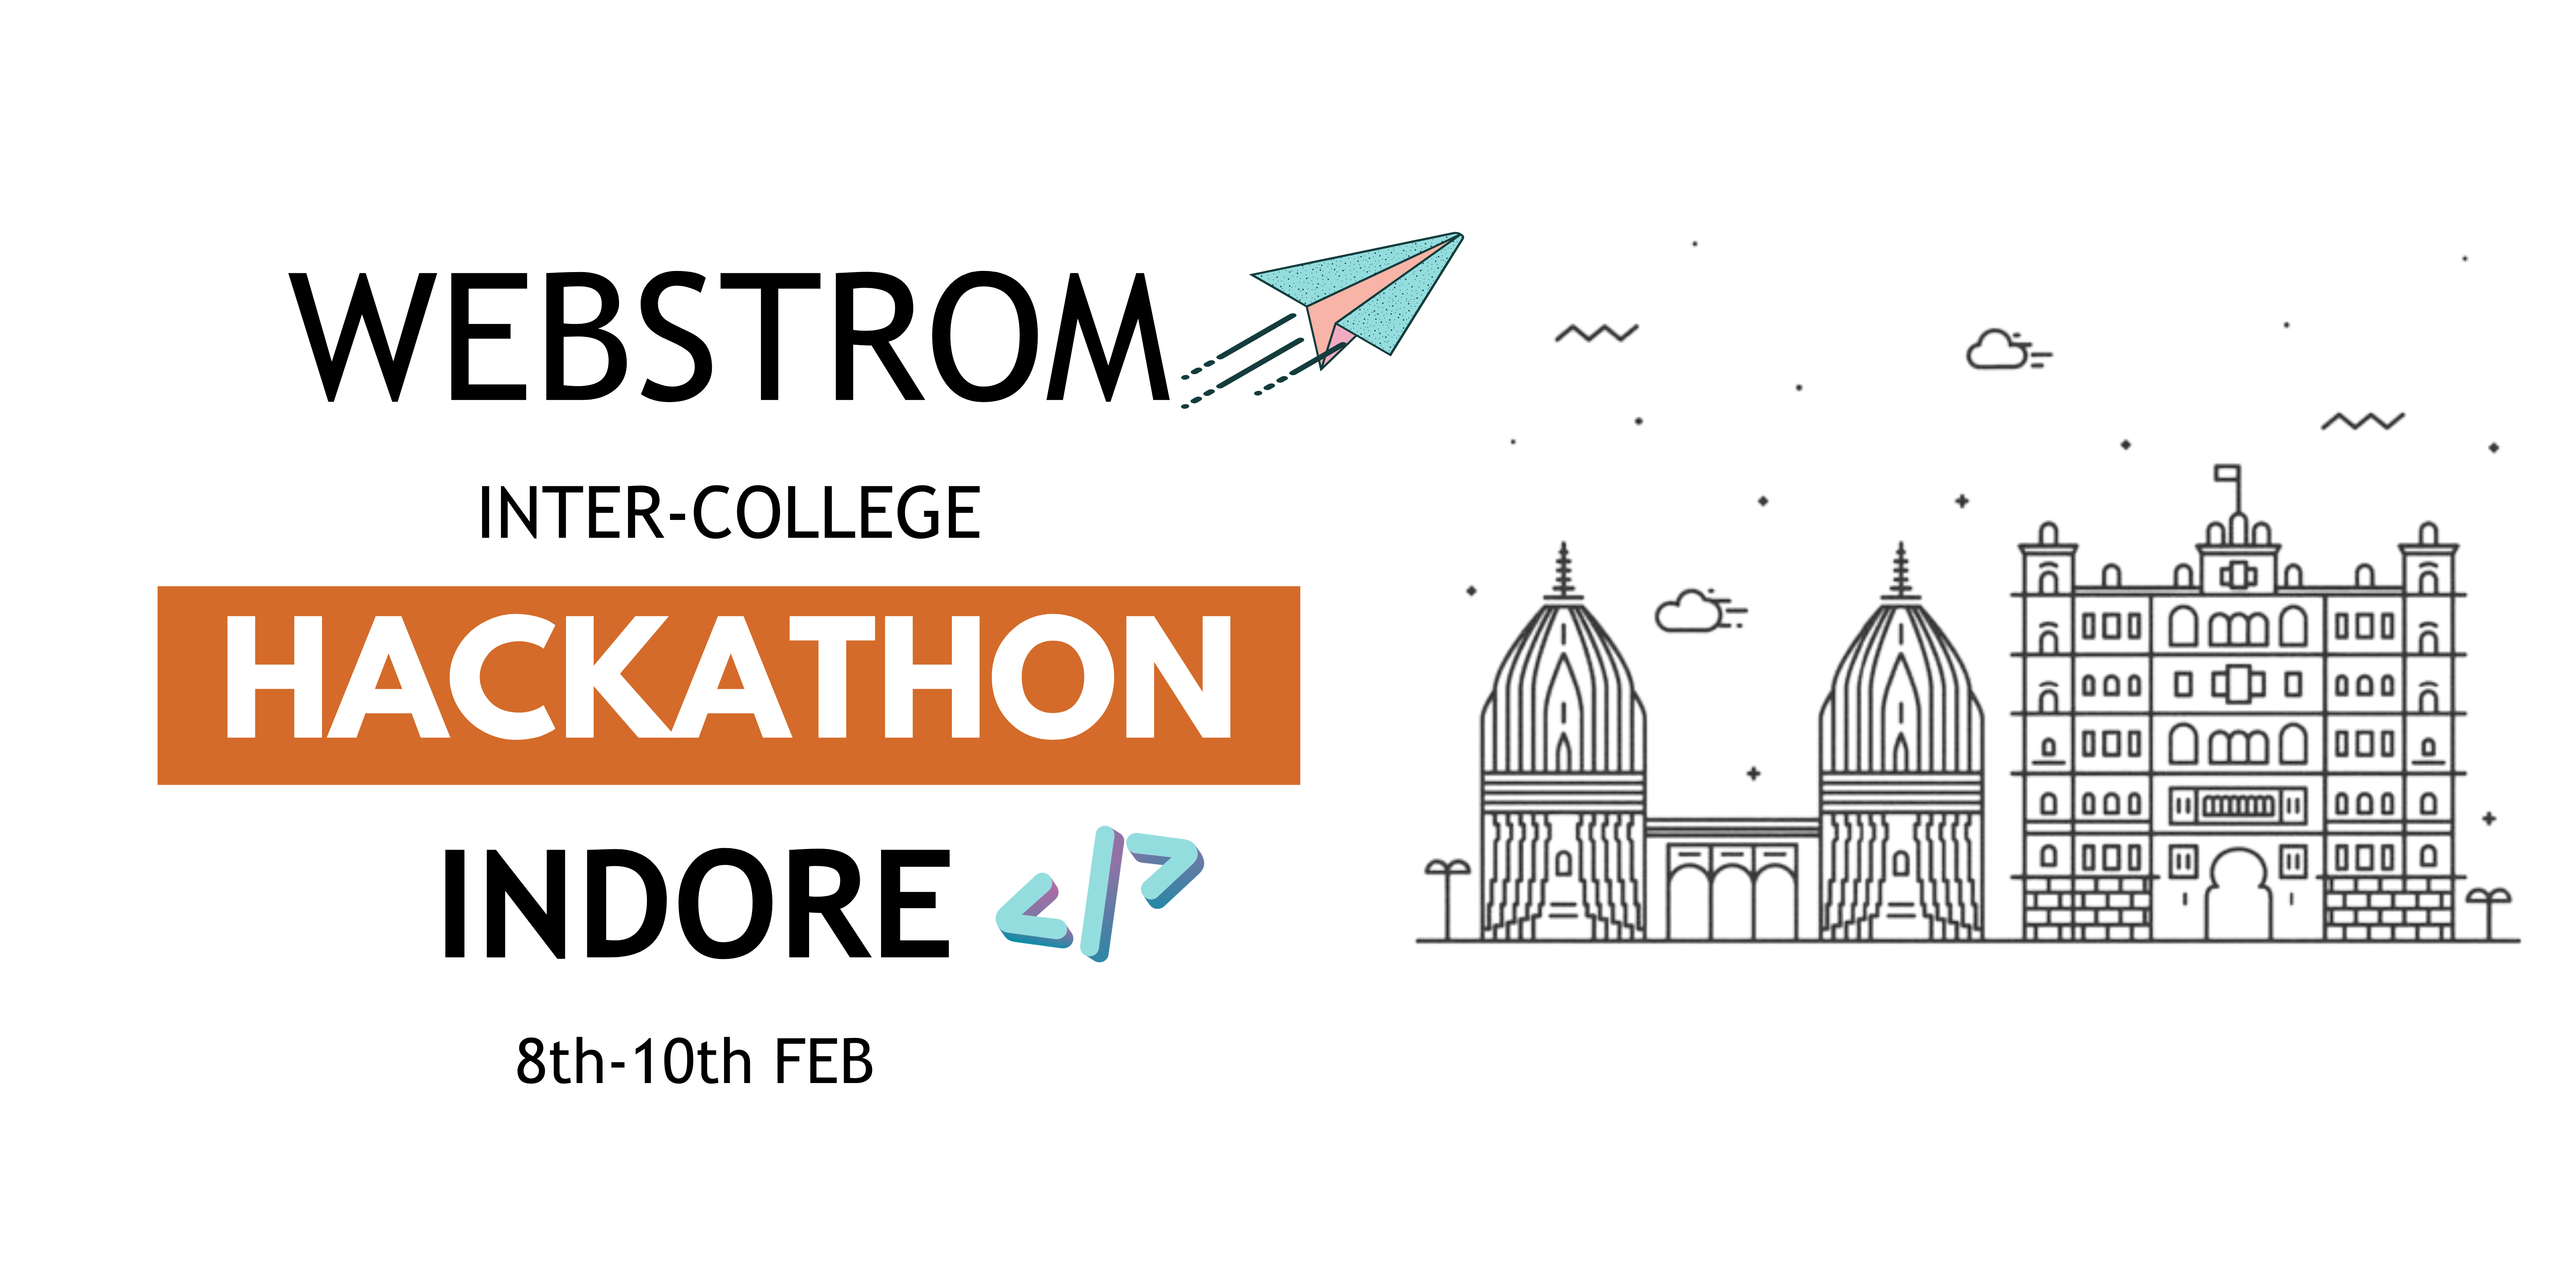 WEBSTROM
INTER-COLLEGE
HACKATHON
INDORE </>
8th-10th FEB